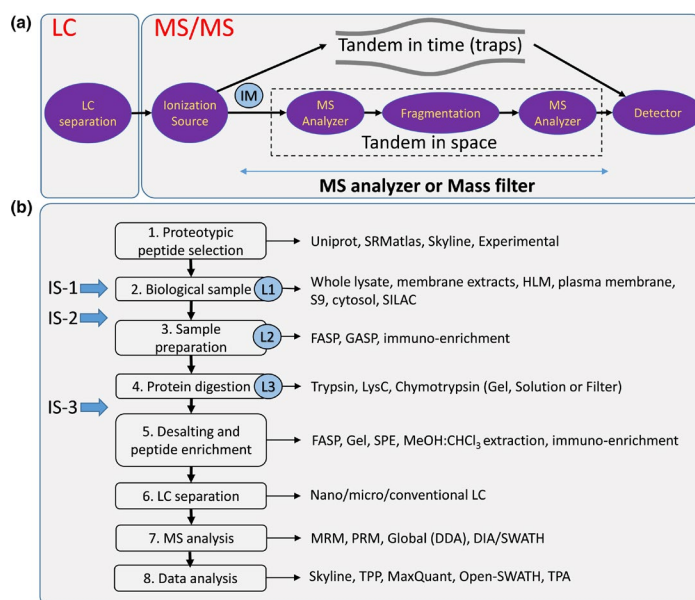 (a)
LC
MS/MS
Tandem in time (traps)
LC
separation
Ionization
Source
IM
MS
Analyzer
Fragmentation
MS
Analyzer
Detector
Tandem in space
MS analyzer or Mass filter
(b)
1. Proteotypic
peptide selection
Uniprot, SRMatlas, Skyline, Experimental
IS-1
2. Biological sample
L1
Whole lysate, membrane extracts, HLM, plasma membrane,
S9, cytosol, SILAC
IS-2
3. Sample
preparation
L2
FASP, GASP, immuno-enrichment
4. Protein digestion
L3
Trypsin, LysC, Chymotrypsin (Gel, Solution or Filter)
IS-3
5. Desalting and
peptide enrichment
FASP, Gel, SPE, MeOH:CHCl3 extraction, immuno-enrichment
6. LC separation
Nano/micro/conventional LC
7. MS analysis
MRM, PRM, Global (DDA), DIA/SWATH
8. Data analysis
Skyline, TPP, MaxQuant, Open-SWATH, TPA